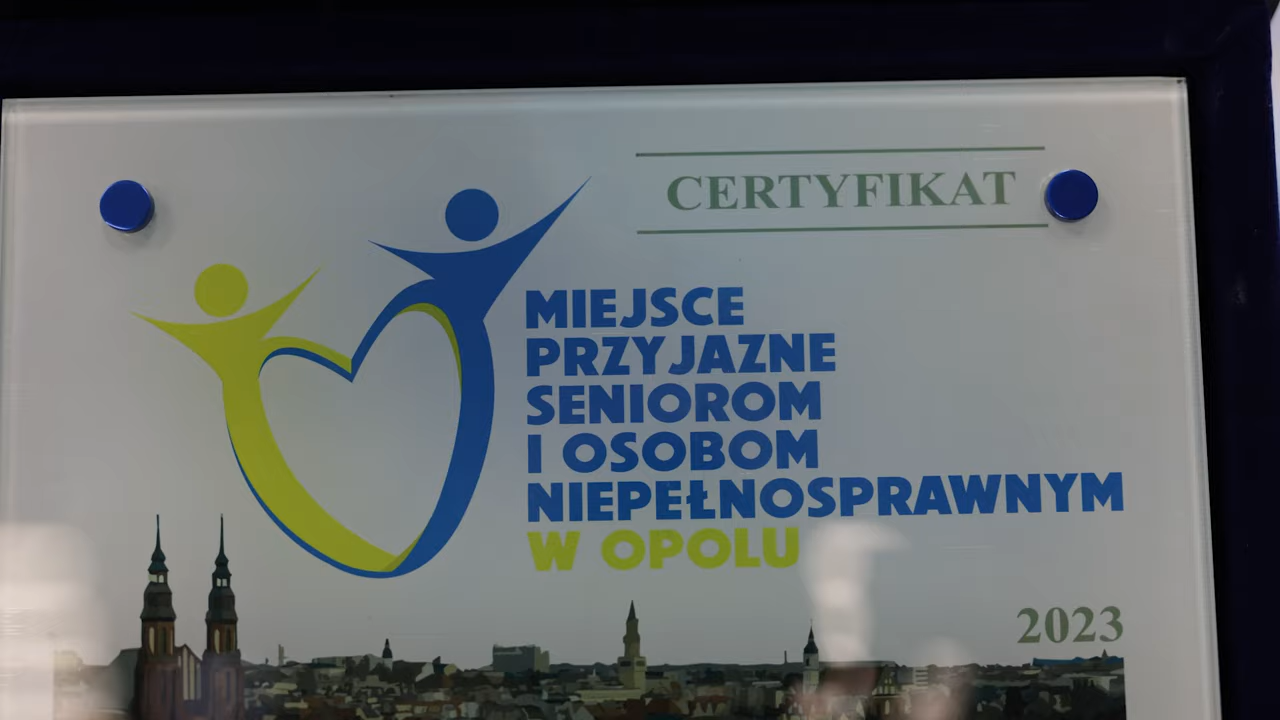 CERTYFIKAT
MIEJSCE
PRZYJAZNE
SENIOROM
I OSOBOM
NIEPEŁNOSPRAWNYM
W OPOLU
2023